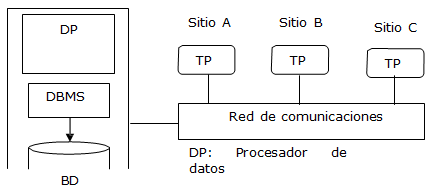 DP
DBMS
BD
Sitio A
Sitio B
Sitio C
TP
TP
TP
Red de comunicaciones
DP: Procesador de
datos